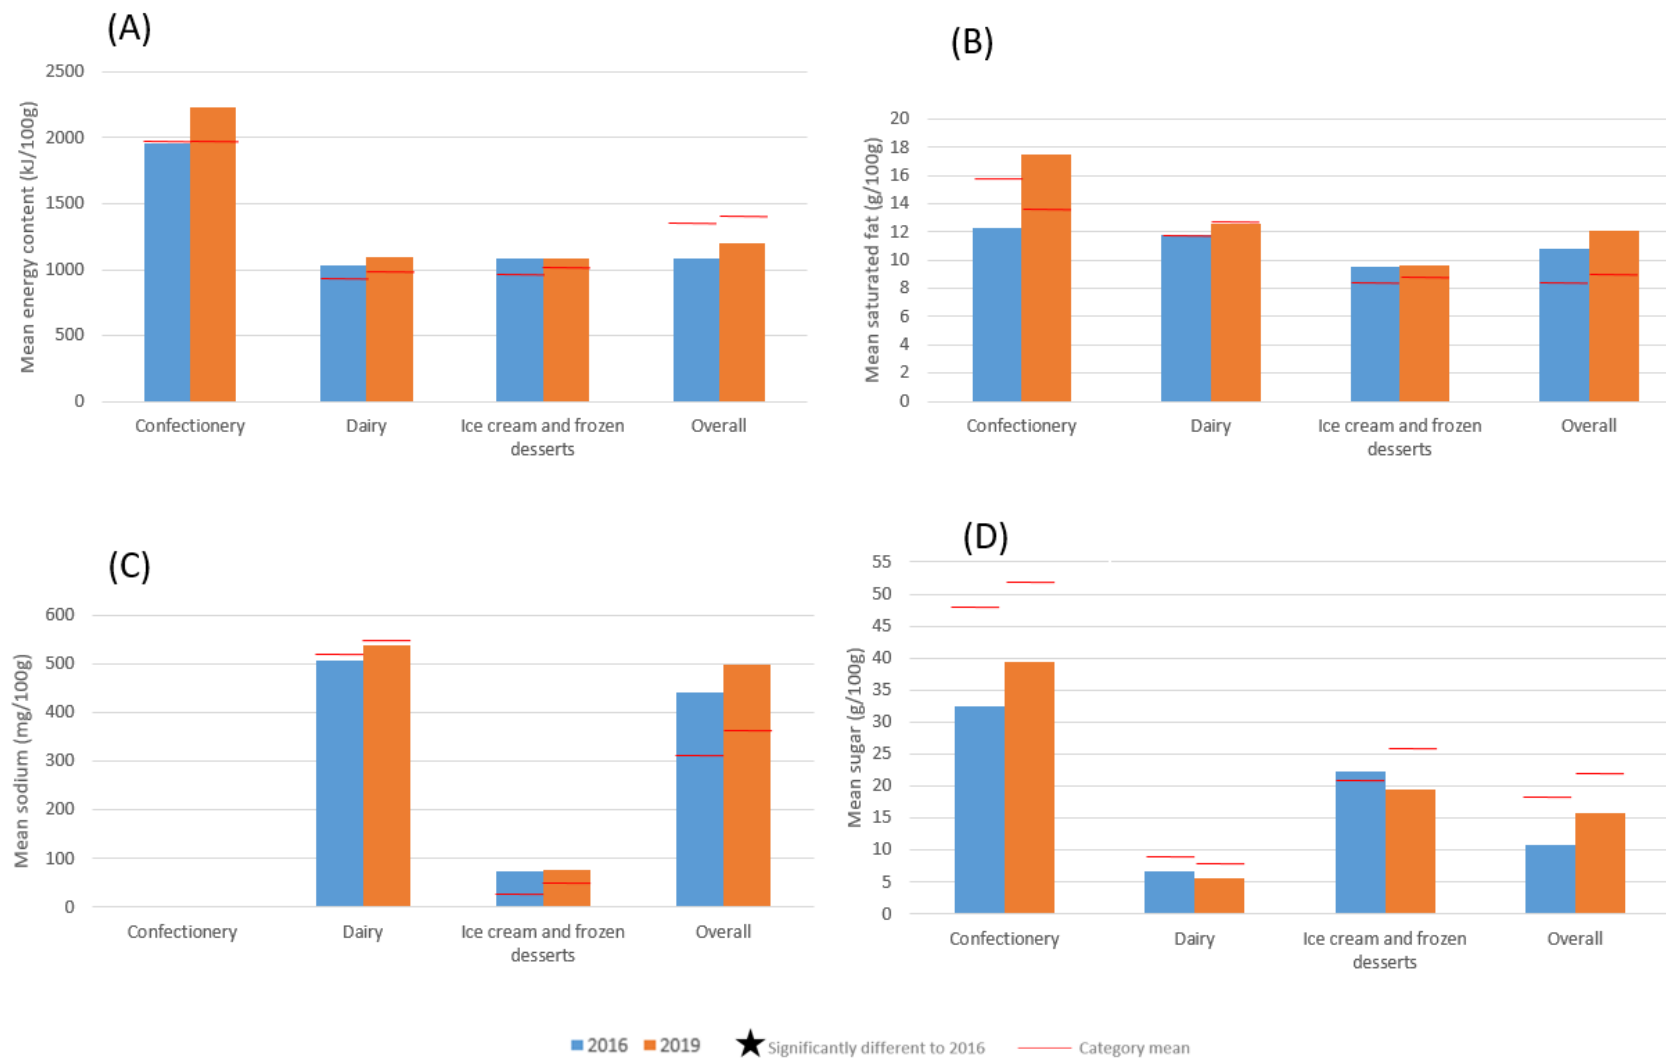 (A)
Mean energy content (kJ/100g)
2500
2000
1500
1000
500
0
Confectionery
Dairy
Ice cream and frozen
desserts
Overall
(B)
Mean saturated fat (g/100g)
20
18
16
14
12
10
8
6
4
2
0
Confectionery
Dairy
Ice cream and frozen
desserts
Overall
(C)
Mean sodium (mg/100g)
600
500
400
300
200
100
0
Confectionery
Dairy
Ice cream and frozen
desserts
Overall
(D)
Mean sugar (g/100g)
55
50
45
40
35
30
25
20
15
10
5
0
Confectionery
Dairy
Ice cream and frozen
desserts
Overall
2016 2019 Significantly different to 2016 Category mean